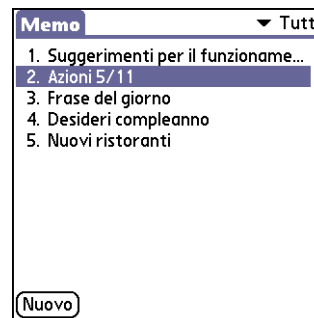 Memo ▼ Tutt
1. Suggerimenti per il funzioname...
2. Azioni 5/11
3. Frase del giorno
4. Desideri compleanno
5. Nuovi ristoranti
Nuovo